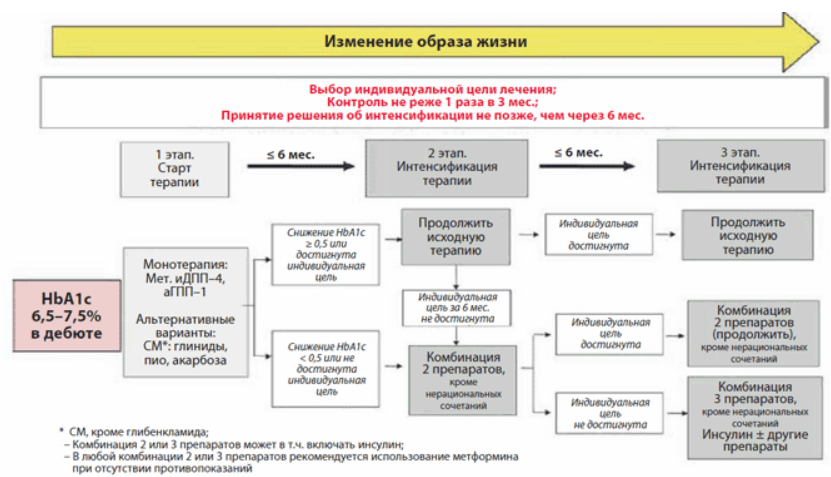 Изменение образа жизни
Выбор индивидуальной цели лечения;
Контроль не реже 1 раза в 3 мес.;
Принятие решения об интенсификации не позже, чем через 6 мес.
1 этап.
Старт
терапии
≤ 6 мес.
2 этап.
Интенсификация
терапии
≤ 6 мес.
3 этап.
Интенсификация
терапии
HbA1c
6,5–7,5%
в дебюте
Монотерапия:
Мет. иДПП–4,
аГПП–1
Альтернативные
варианты:
СМ*: глиниды,
пио, акарбоза
Снижение HbA1c
≥ 0,5 или
достигнута
индивидуальная
цель
Продолжить
исходную
терапию
Индивидуальная
цель
достигнута
Продолжить
исходную
терапию
Индивидуальная
цель за 6 мес.
не достигнута
Снижение HbA1c
< 0,5 или не
достигнута
индивидуальная
цель
Комбинация
2 препаратов,
кроме
нерациональных
сочетаний
Индивидуальная
цель
достигнута
Комбинация
2 препаратов
(продолжить),
кроме нерациональных
сочетаний
Индивидуальная
цель
не достигнута
Комбинация
3 препаратов,
кроме нерациональных
сочетаний
Инсулин ± другие
препараты
* СМ, кроме глибенкламида;
– Комбинация 2 или 3 препаратов может в т.ч. включать инсулин;
– В любой комбинации 2 или 3 препаратов рекомендуется использование метформина
при отсутствии противопоказаний